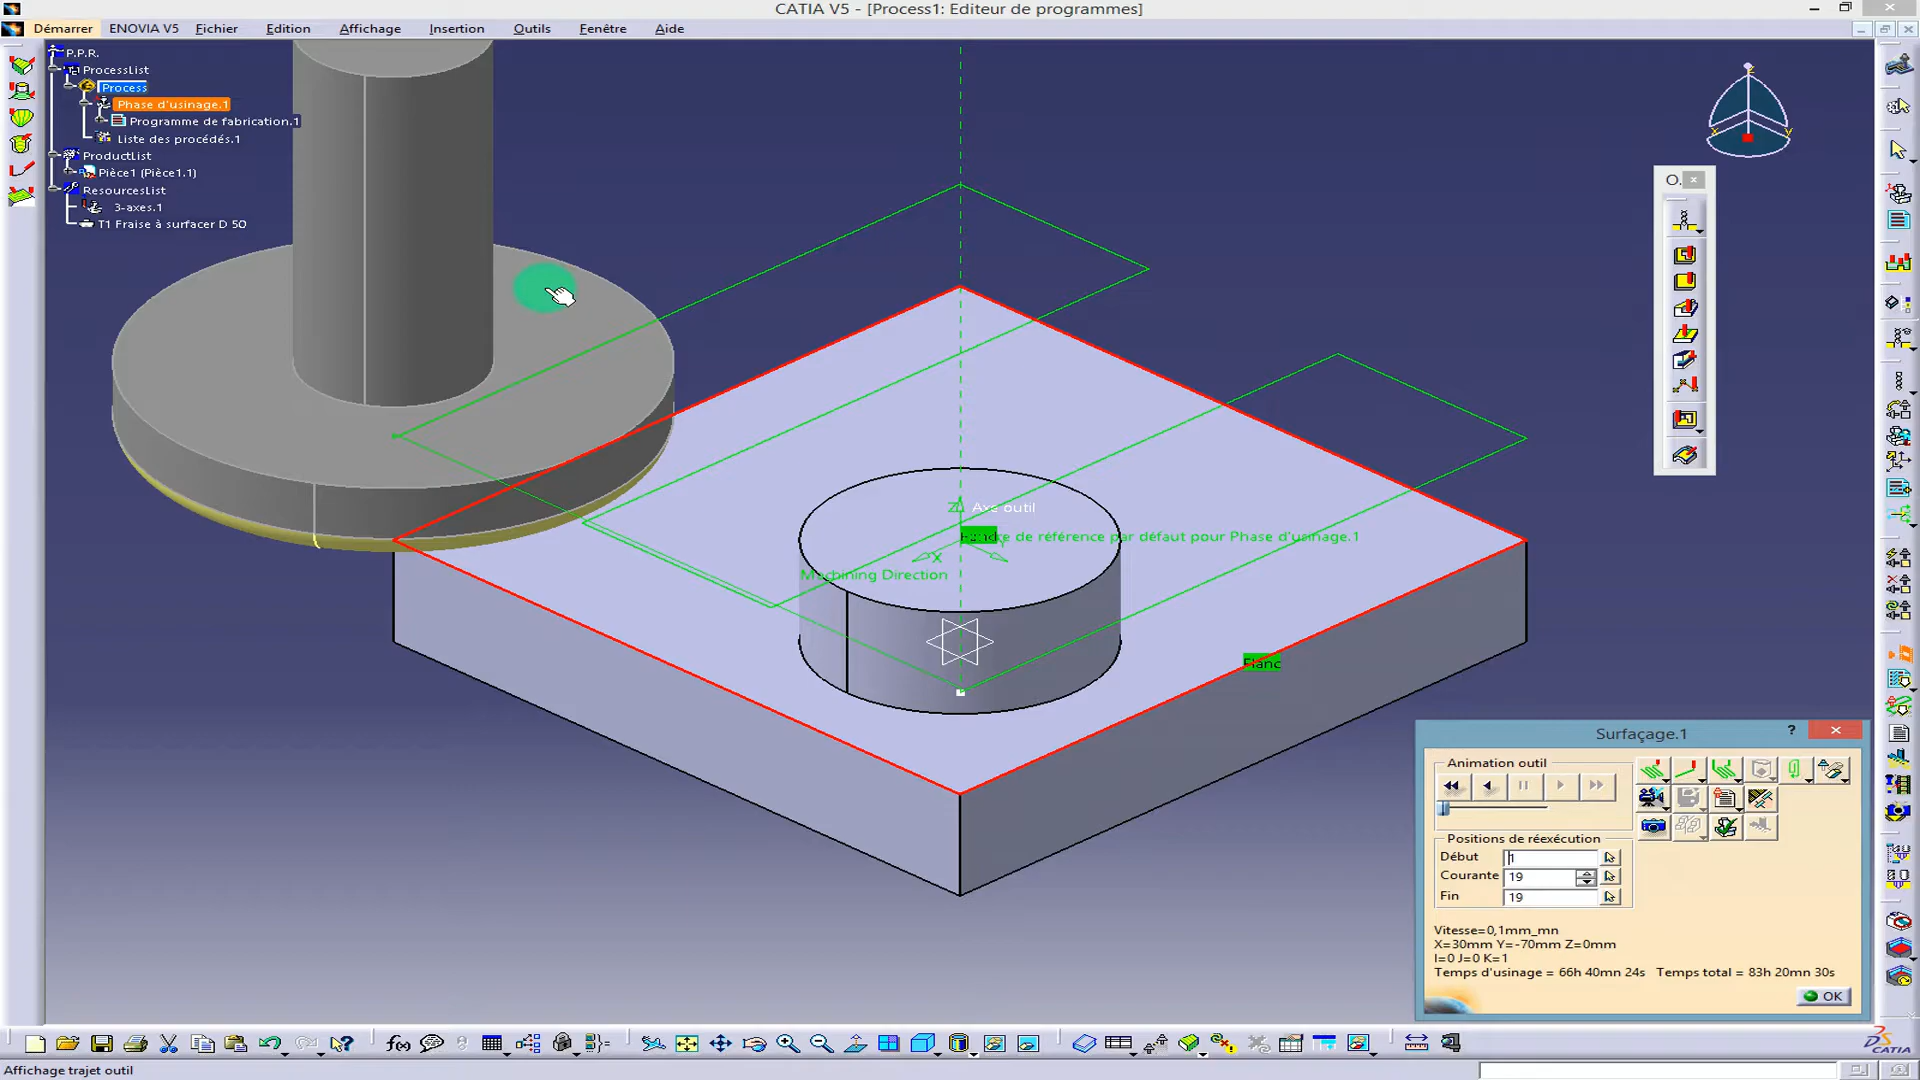 CATIA V5 - [Process1: Editeur de programmes]
Démarrer ENOVIA V5 Fichier Edition Affichage Insertion Outils Fenêtre Aide
P.P.R.
ProcessList
Process
Phase d'usinage.1
Programme de fabrication.1
Liste des procédés.1
ProductList
Pièce1 (Pièce1.1)
ResourcesList
3-axes.1
T1 Fraise à surfacer D 50
O.
Z
X
Y
Z
Axe outil
de référence par défaut pour Phase d'usinage.1
X
Machining Direction
Flanc
Surfaçage.1
Animation outil
Positions de réexécution
Début 1
Courante 19
Fin 19
Vitesse=0,1mm_mn
X=30mm Y=-70mm Z=0mm
I=0 J=0 K=1
Temps d'usinage = 66h 40mn 24s Temps total = 83h 20mn 30s
OK
Affichage trajet outil
CATIA